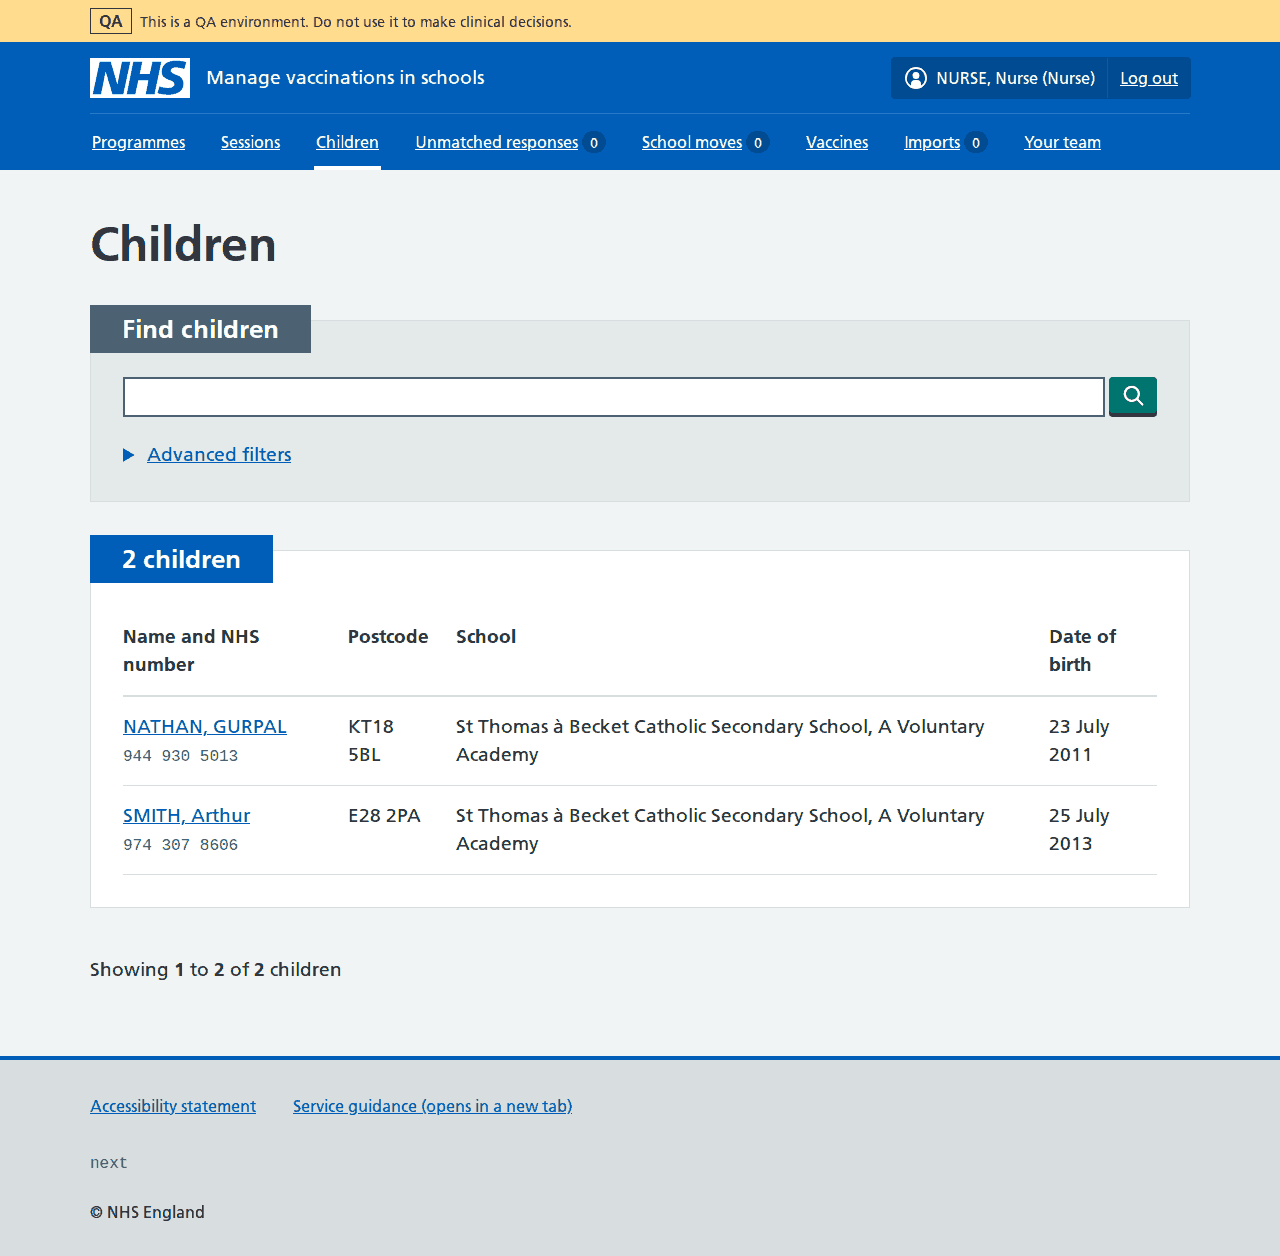 QA This is a QA environment. Do not use it to make clinical decisions.
NHS Manage vaccinations in schools NURSE, Nurse (Nurse) Log out
Programmes Sessions Children Unmatched responses 0 School moves 0 Vaccines Imports 0 Your team
Children
Find children
Advanced filters
2 children
Name and NHS number Postcode School Date of birth
NATHAN, GURPAL KT18 St Thomas à Becket Catholic Secondary School, A Voluntary 23 July
944 930 5013 5BL Academy 2011
SMITH, Arthur E28 2PA St Thomas à Becket Catholic Secondary School, A Voluntary 25 July
974 307 8606 Academy 2013
Showing 1 to 2 of 2 children
Accessibility statement Service guidance (opens in a new tab)
next
© NHS England